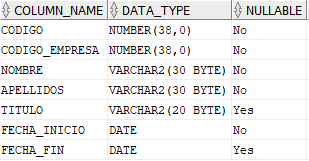 COLUMN_NAME DATA_TYPE NULLABLE
CODIGO NUMBER(38,0) No
CODIGO_EMPRESA NUMBER(38,0) No
NOMBRE VARCHAR2(30 BYTE) No
APELLIDOS VARCHAR2(30 BYTE) No
TITULO VARCHAR2(20 BYTE) Yes
FECHA_INICIO DATE No
FECHA_FIN DATE Yes